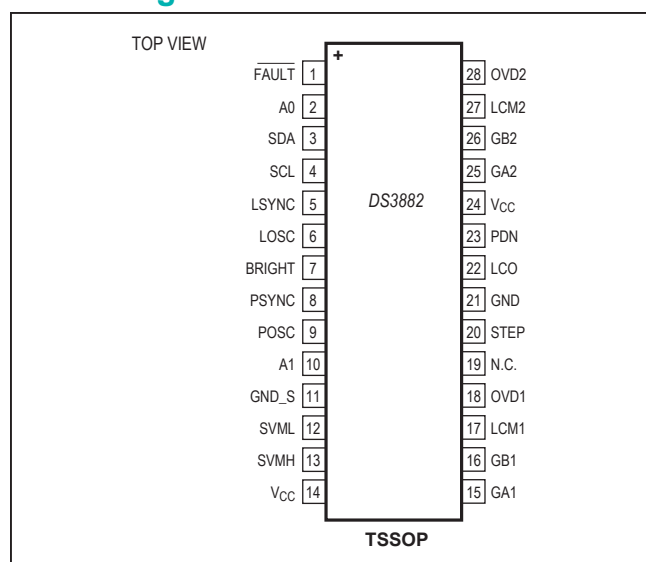 TOP VIEW
+
DS3882
FAULT 1
A0 2
SDA 3
SCL 4
LSYNC 5
LOSC 6
BRIGHT 7
PSYNC 8
POSC 9
A1 10
GND_S 11
SVML 12
SVMH 13
VCC 14
28 OVD2
27 LCM2
26 GB2
25 GA2
24 VCC
23 PDN
22 LCO
21 GND
20 STEP
19 N.C.
18 OVD1
17 LCM1
16 GB1
15 GA1
TSSOP